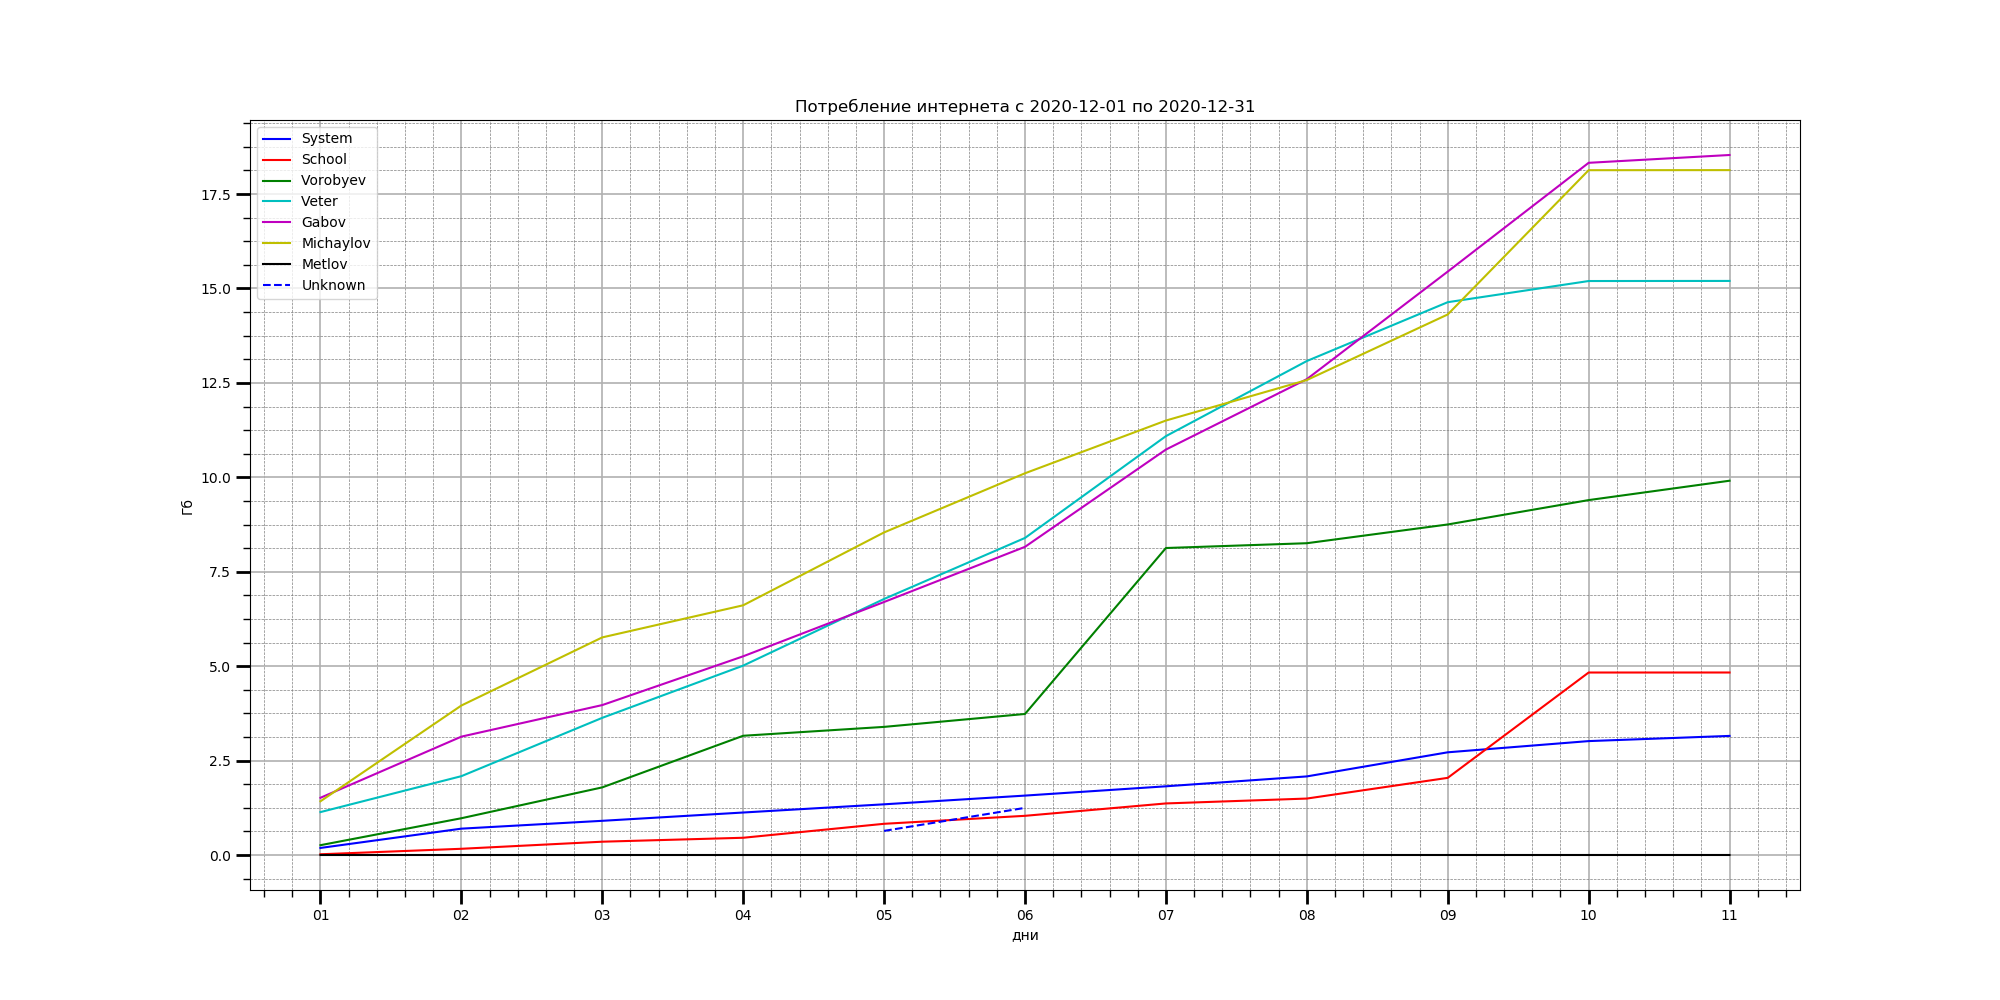 Потребление интернета с 2020-12-01 по 2020-12-31
System
School
Vorobyev
Veter
Gabov
Michaylov
Metlov
Unknown
17.5
15.0
12.5
10.0
7.5
5.0
2.5
0.0
Гб
01 02 03 04 05 06 07 08 09 10 11
дни